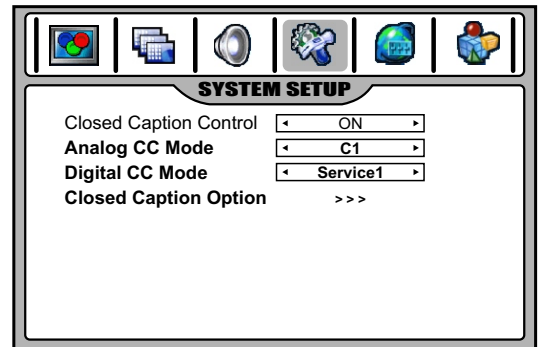 SYSTEM SETUP
Closed Caption Control ON
Analog CC Mode C1
Digital CC Mode Service1
Closed Caption Option >>>